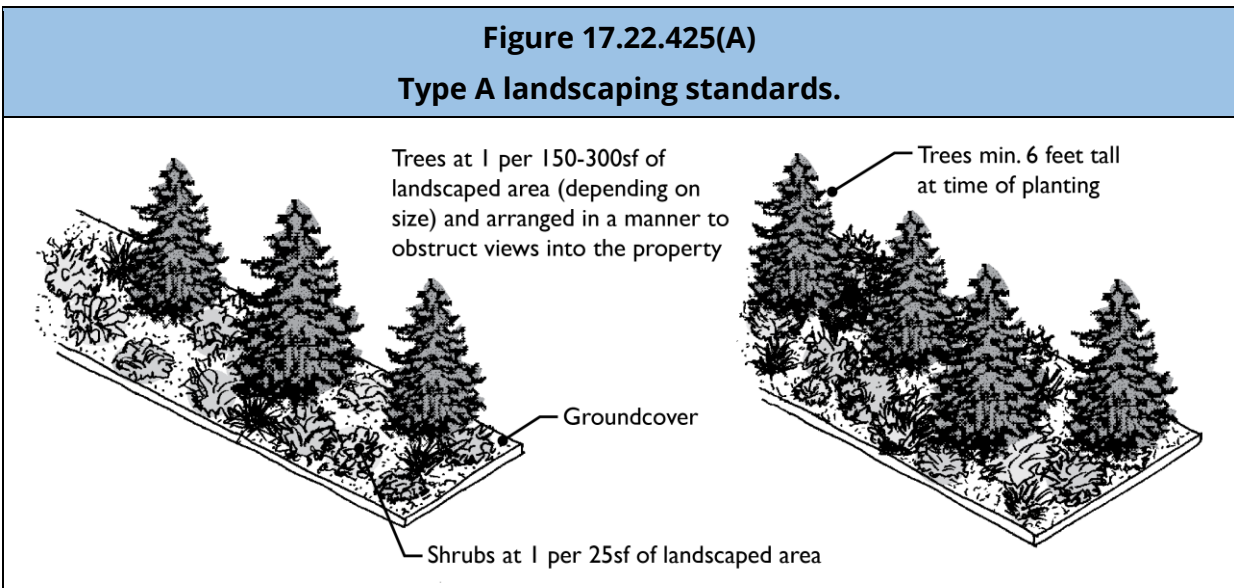 Figure 17.22.425(A)
Type A landscaping standards.
Trees at 1 per 150-300sf of
landscaped area (depending on
size) and arranged in a manner to
obstruct views into the property
Trees min. 6 feet tall
at time of planting
Groundcover
Shrubs at 1 per 25sf of landscaped area